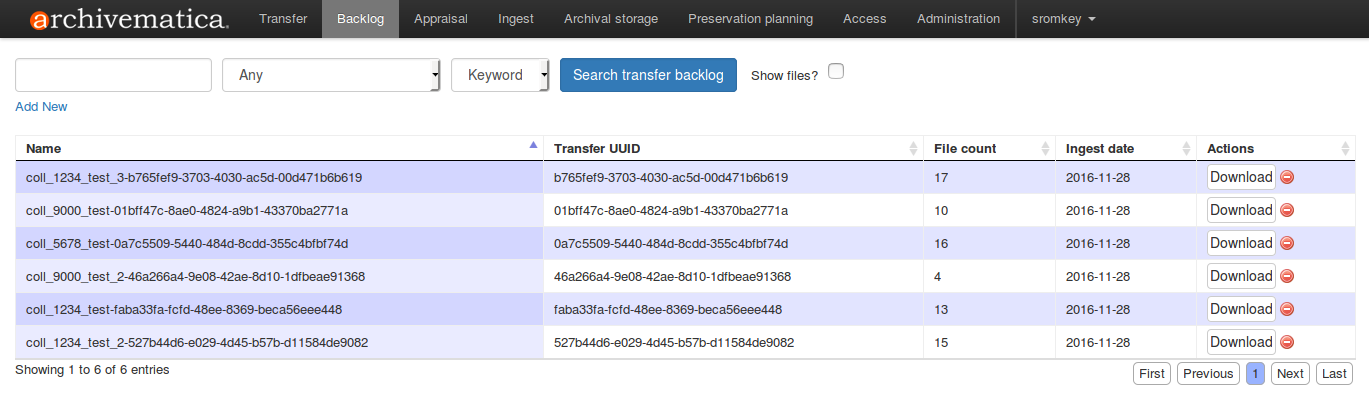 archivematica Transfer Backlog Appraisal Ingest Archival storage Preservation planning Access Administration sromkey
Any Keyword Search transfer backlog Show files?
Add New
Name Transfer UUID File count Ingest date Actions
coll_1234_test_3-b765fef9-3703-4030-ac5d-00d471b6b619 b765fef9-3703-4030-ac5d-00d471b6b619 17 2016-11-28 Download
coll_9000_test-01bff47c-8ae0-4824-a9b1-43370ba2771a 01bff47c-8ae0-4824-a9b1-43370ba2771a 10 2016-11-28 Download
coll_5678_test-0a7c5509-5440-484d-8cdd-355c4bfbf74d 0a7c5509-5440-484d-8cdd-355c4bfbf74d 16 2016-11-28 Download
coll_9000_test_2-46a266a4-9e08-42ae-8d10-1dfbeae91368 46a266a4-9e08-42ae-8d10-1dfbeae91368 4 2016-11-28 Download
coll_1234_test-faba33fa-fcfd-48ee-8369-beca56eee448 faba33fa-fcfd-48ee-8369-beca56eee448 13 2016-11-28 Download
coll_1234_test_2-527b44d6-e029-4d45-b57b-d11584de9082 527b44d6-e029-4d45-b57b-d11584de9082 15 2016-11-28 Download
Showing 1 to 6 of 6 entries First Previous 1 Next Last